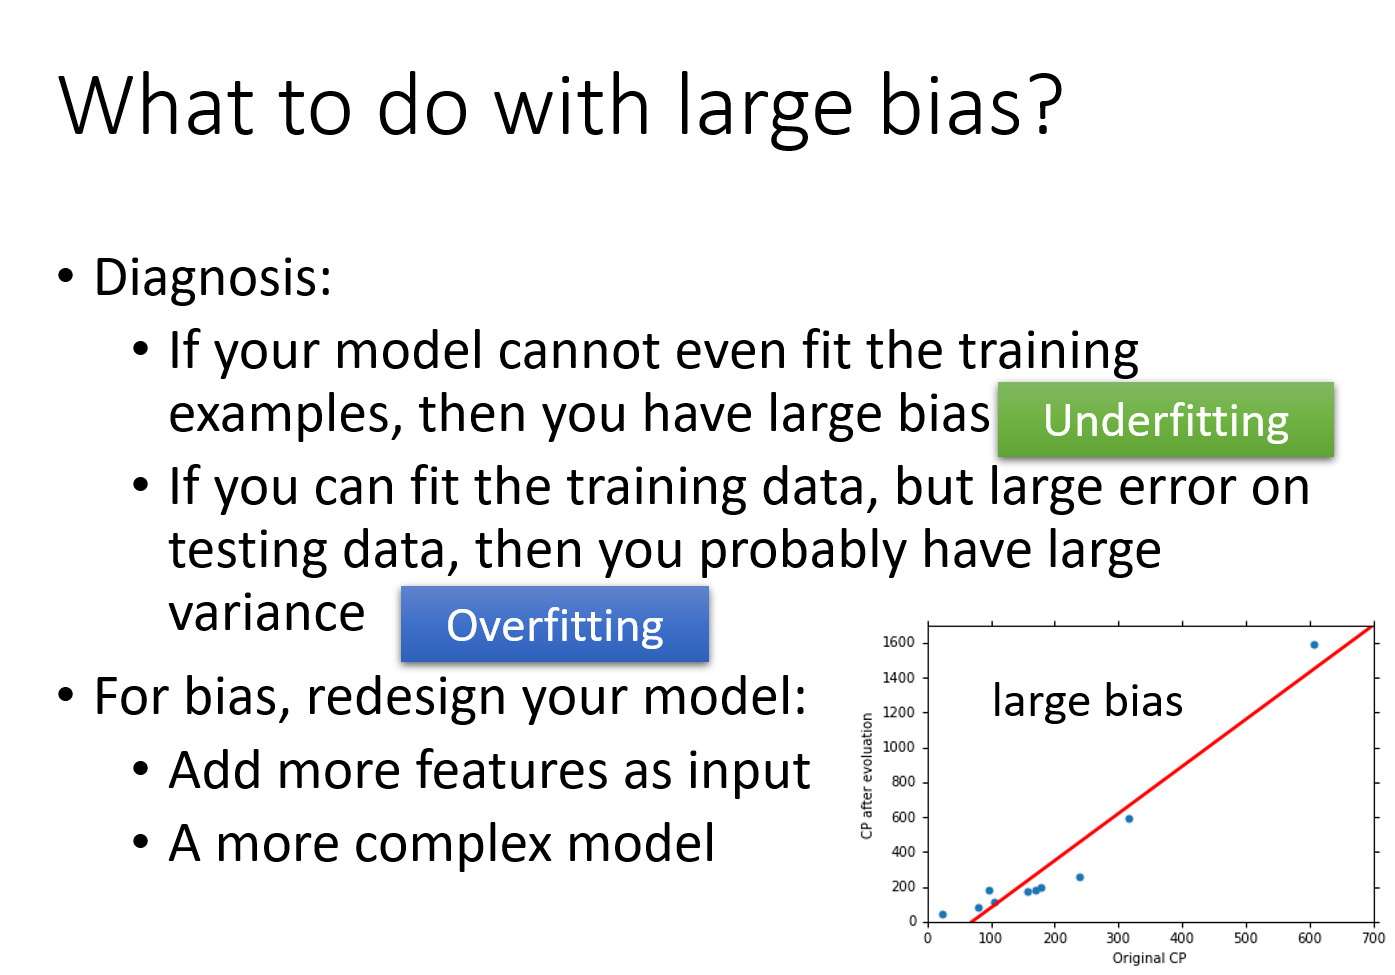 What to do with large bias?
• Diagnosis:
• If your model cannot even fit the training
examples, then you have large bias
Underfitting
• If you can fit the training data, but large error on
testing data, then you probably have large
variance
Overfitting
• For bias, redesign your model:
• Add more features as input
• A more complex model
large bias
1600
1400
1200
1000
800
600
400
200
0
CP after evoluation
0 100 200 300 400 500 600 700
Original CP